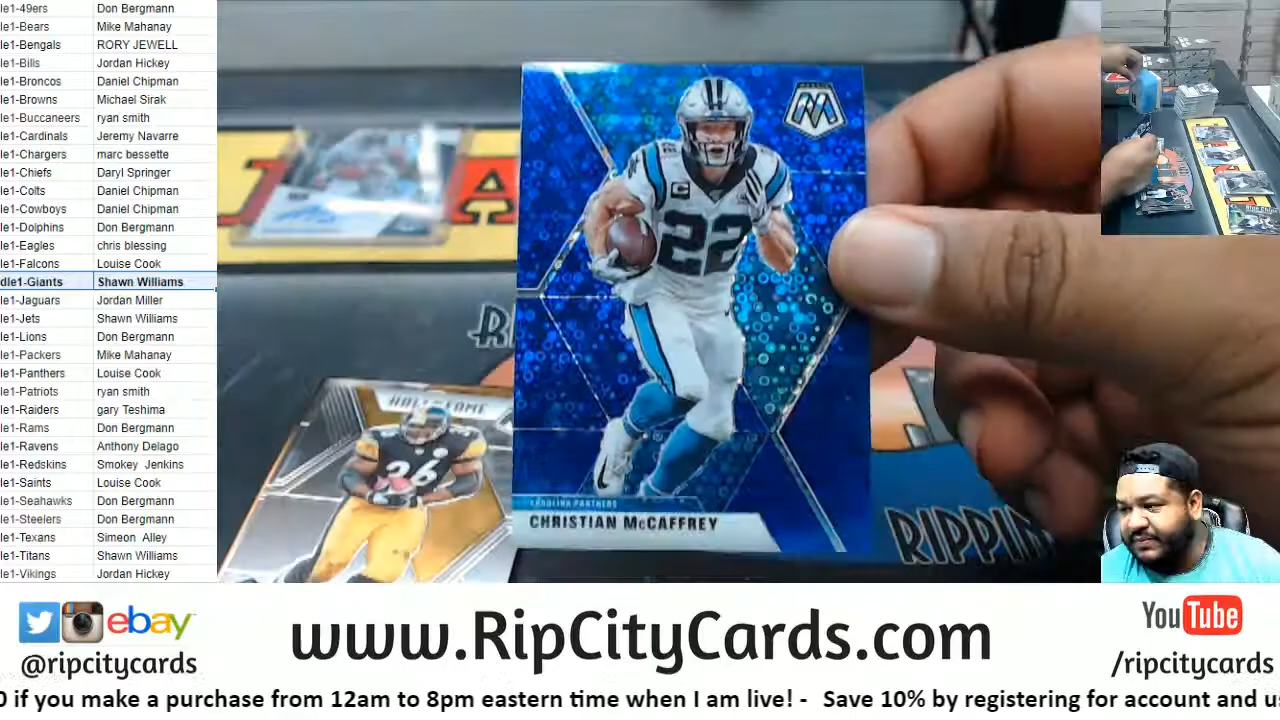 le1-49ers Don Bergmann
le1-Bears Mike Mahanay
le1-Bengals RORY JEWELL
le1-Bills Jordan Hickey
le1-Broncos Daniel Chipman
le1-Browns Michael Sirak
le1-Buccaneers ryan smith
le1-Cardinals Jeremy Navarre
le1-Chargers marc bessette
le1-Chiefs Daryl Springer
le1-Colts Daniel Chipman
le1-Cowboys Daniel Chipman
le1-Dolphins Don Bergmann
le1-Eagles chris blessing
le1-Falcons Louise Cook
dle1-Giants Shawn Williams
le1-Jaguars Jordan Miller
le1-Jets Shawn Williams
le1-Lions Don Bergmann
le1-Packers Mike Mahanay
le1-Panthers Louise Cook
le1-Patriots ryan smith
le1-Raiders gary Teshima
le1-Rams Don Bergmann
le1-Ravens Anthony Delago
le1-Redskins Smokey Jenkins
le1-Saints Louise Cook
le1-Seahawks Don Bergmann
le1-Steelers Don Bergmann
le1-Texans Simeon Alley
le1-Titans Shawn Williams
le1-Vikings Jordan Hickey
M
C
22
CAROLINA PANTHERS
CHRISTIAN McCAFFREY
36
RIPPIN
ebay
@ripcitycards
www.RipCityCards.com
YouTube
/ripcitycards
0 if you make a purchase from 12am to 8pm eastern time when I am live! - Save 10% by registering for account and us